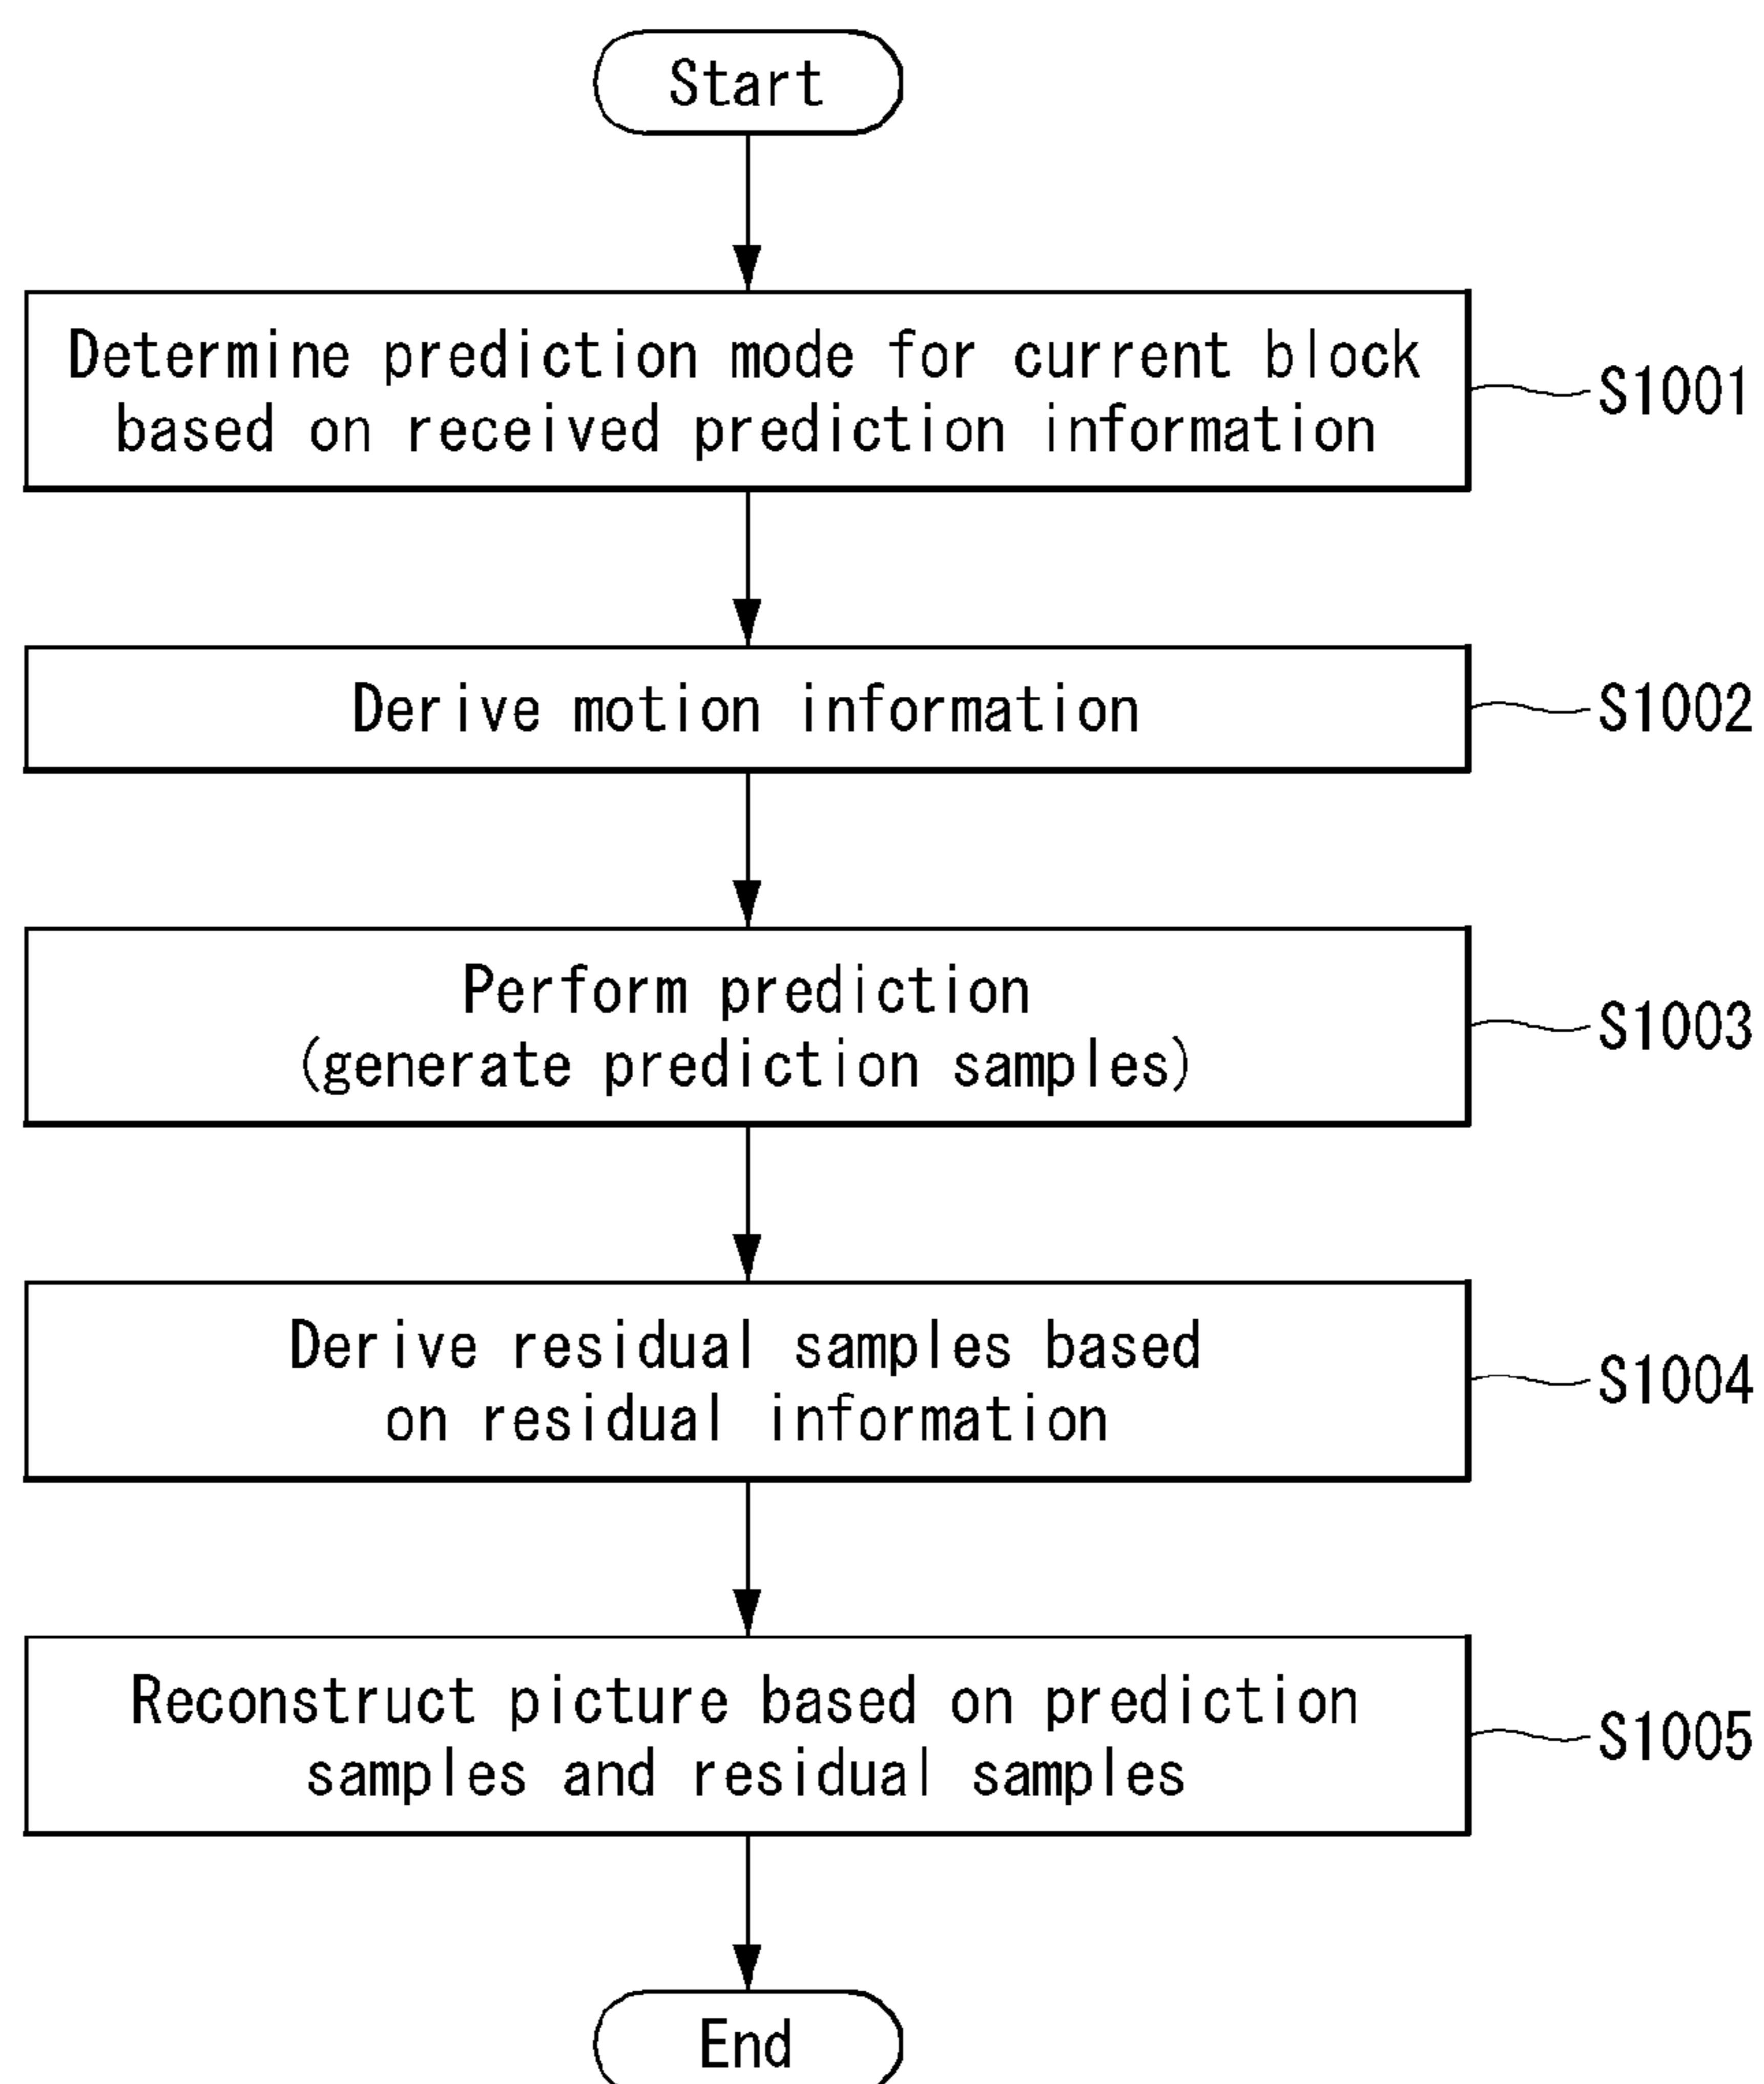 Start
Determine prediction mode for current block
based on received prediction information
S1001
Derive motion information
S1002
Perform prediction
(generate prediction samples)
S1003
Derive residual samples based
on residual information
S1004
Reconstruct picture based on prediction
samples and residual samples
S1005
End